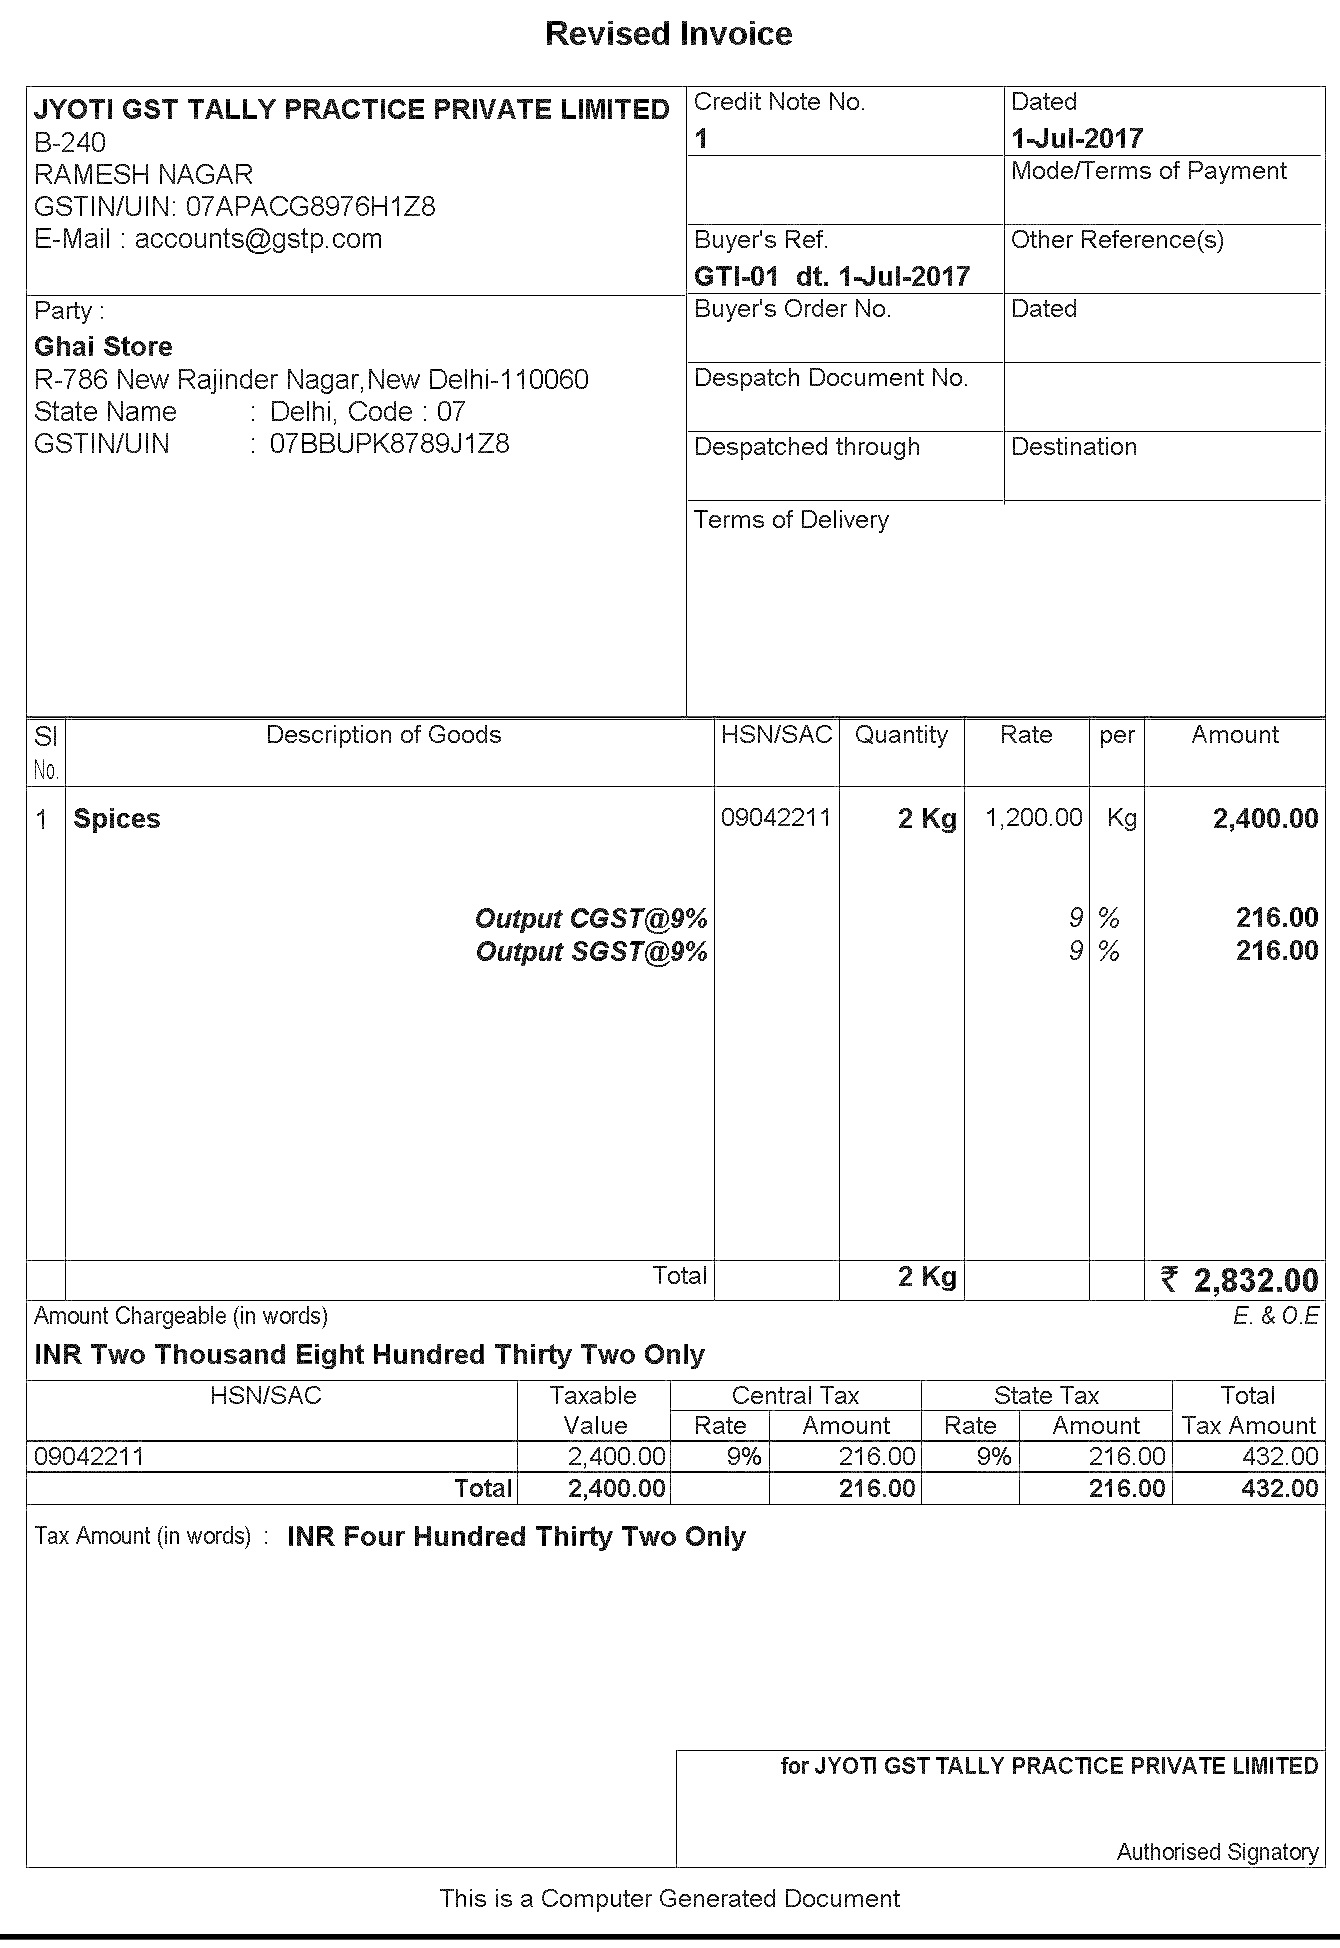 Revised Invoice
JYOTI GST TALLY PRACTICE PRIVATE LIMITED
B-240
RAMESH NAGAR
GSTIN/UIN: 07APACG8976H1Z8
E-Mail : accounts@gstp.com
Credit Note No.
1
Dated
1-Jul-2017
Mode/Terms of Payment
Buyer's Ref.
GTI-01 dt. 1-Jul-2017
Other Reference(s)
Party :
Ghai Store
R-786 New Rajinder Nagar,New Delhi-110060
State Name : Delhi, Code : 07
GSTIN/UIN : 07BBUPK8789J1Z8
Buyer's Order No.
Dated
Despatch Document No.
Despatched through
Destination
Terms of Delivery
Sl No. Description of Goods HSN/SAC Quantity Rate per Amount
1 Spices 09042211 2 Kg 1,200.00 Kg 2,400.00
Output CGST@9% 9 % 216.00
Output SGST@9% 9 % 216.00
Total 2 Kg ₹ 2,832.00
Amount Chargeable (in words) E. & O.E
INR Two Thousand Eight Hundred Thirty Two Only
HSN/SAC Taxable Central Tax State Tax Total
Value Rate Amount Rate Amount Tax Amount
09042211 2,400.00 9% 216.00 9% 216.00 432.00
Total 2,400.00 216.00 216.00 432.00
Tax Amount (in words) : INR Four Hundred Thirty Two Only
for JYOTI GST TALLY PRACTICE PRIVATE LIMITED
Authorised Signatory
This is a Computer Generated Document